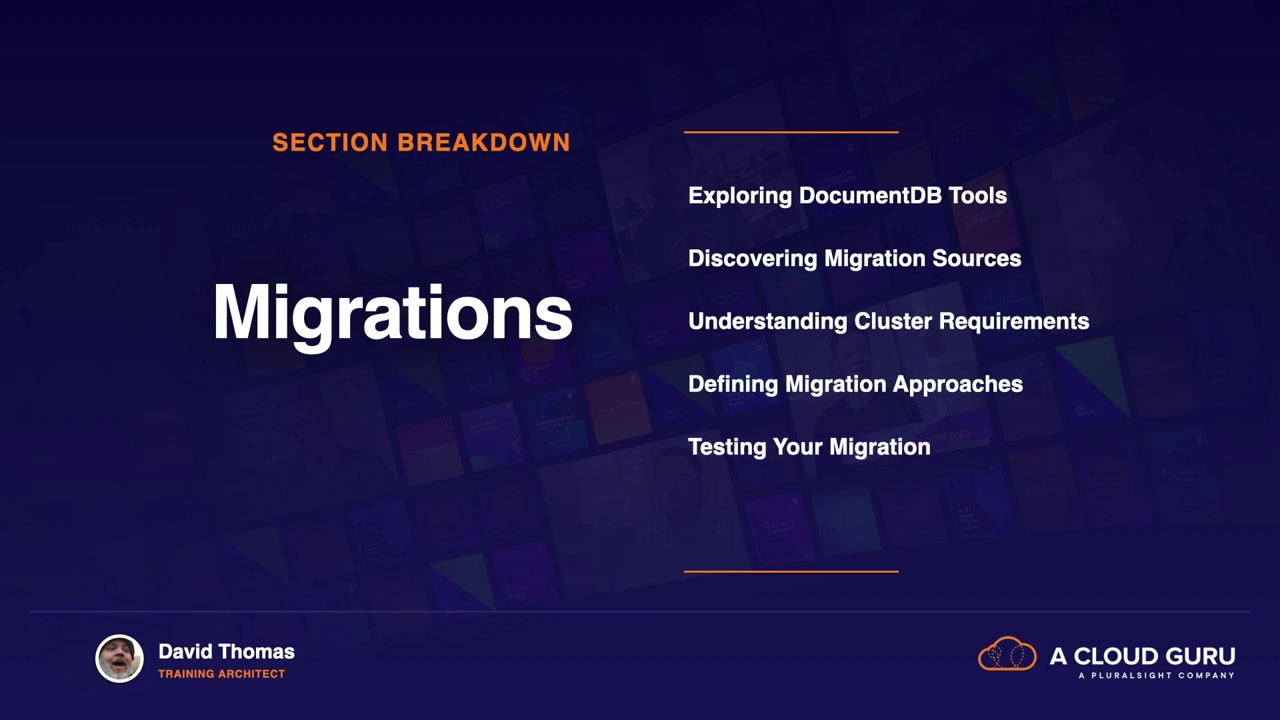 SECTION BREAKDOWN
Migrations
Exploring DocumentDB Tools
Discovering Migration Sources
Understanding Cluster Requirements
Defining Migration Approaches
Testing Your Migration
David Thomas
TRAINING ARCHITECT
A CLOUD GURU
A PLURALSIGHT COMPANY